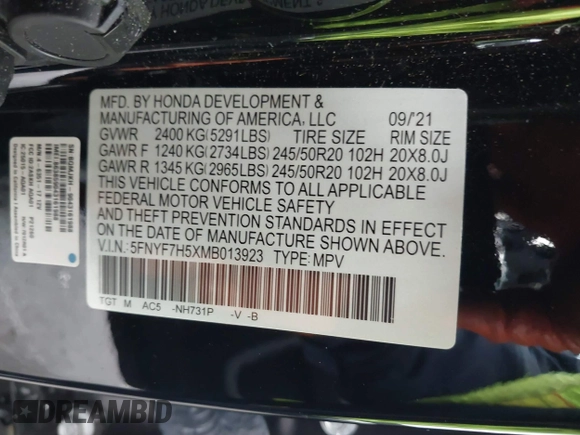 MFD. BY HONDA DEVELOPMENT &
MANUFACTURING OF AMERICA, LLC 09/'21
GVWR 2400 KG(5291LBS) TIRE SIZE RIM SIZE
GAWR F 1240 KG(2734LBS) 245/50R20 102H 20X8.0J
GAWR R 1345 KG(2965LBS) 245/50R20 102H 20X8.0J
THIS VEHICLE CONFORMS TO ALL APPLICABLE
FEDERAL MOTOR VEHICLE SAFETY
AND THEFT PREVENTION STANDARDS IN EFFECT
ON THE DATE OF MANUFACTURE SHOWN ABOVE.
V.I.N.: 5FNYF7H5XMB013923 TYPE: MPV
TGT M AC5 -NH731P -V -B
DREAMBID